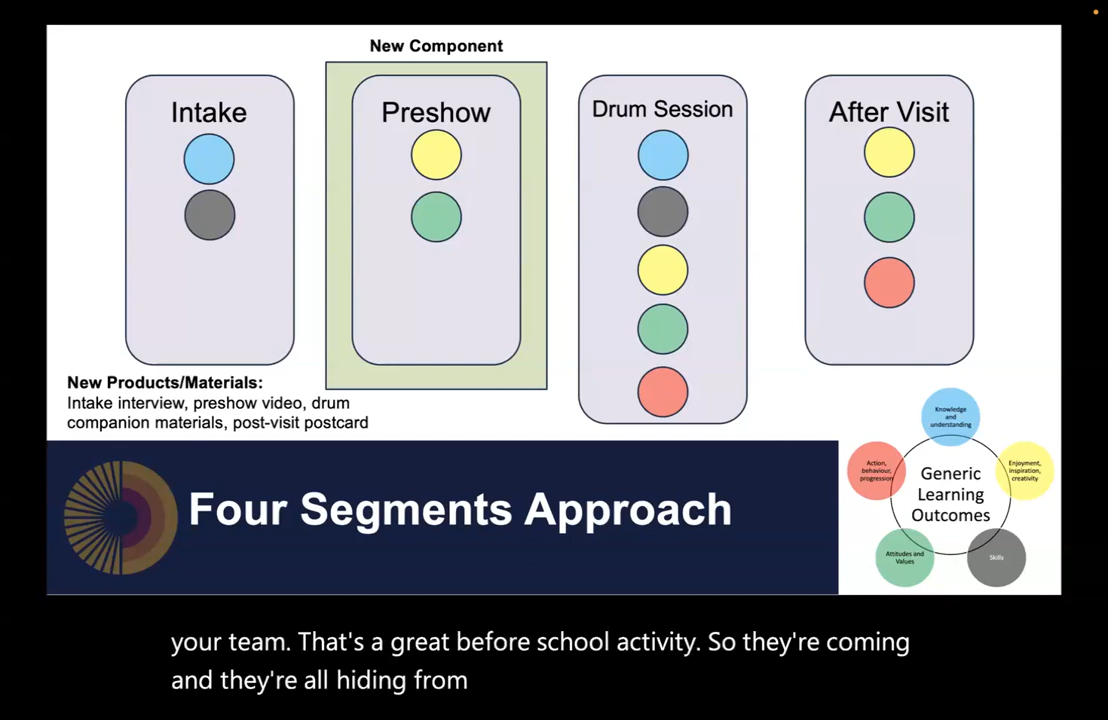 New Component
Intake
Preshow
Drum Session
After Visit
New Products/Materials:
Intake interview, preshow video, drum
companion materials, post-visit postcard
Four Segments Approach
Knowledge
and
understanding
Action,
behaviour,
progression
Enjoyment,
inspiration,
creativity
Generic
Learning
Outcomes
Attitudes and
Values
Skills
your team. That's a great before school activity. So they're coming
and they're all hiding from